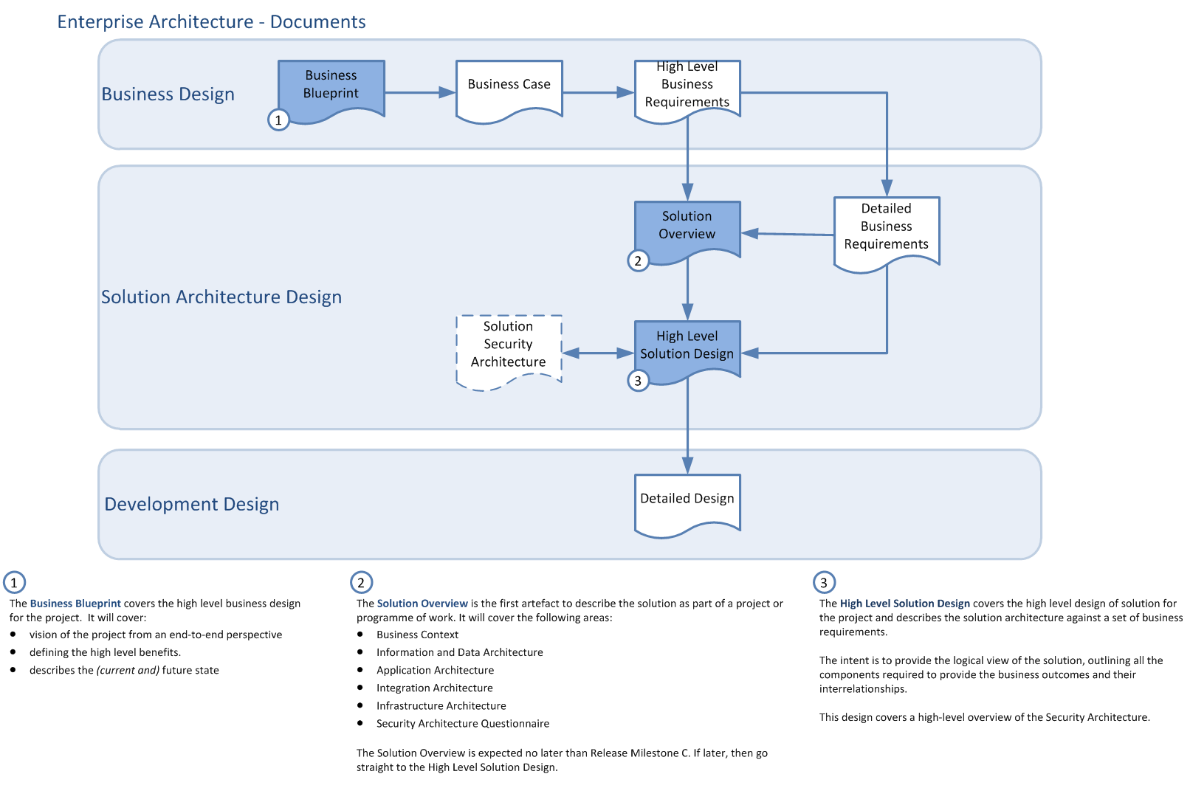 Enterprise Architecture - Documents
Business Design
Business
Blueprint
1
Business Case
High Level
Business
Requirements
Solution Architecture Design
Solution
Overview
2
Detailed
Business
Requirements
Solution
Security
Architecture
High Level
Solution Design
3
Development Design
Detailed Design
1
The Business Blueprint covers the high level business design
for the project. It will cover:
● vision of the project from an end-to-end perspective
● defining the high level benefits.
● describes the (current and) future state
2
The Solution Overview is the first artefact to describe the solution as part of a project or
programme of work. It will cover the following areas:
● Business Context
● Information and Data Architecture
● Application Architecture
● Integration Architecture
● Infrastructure Architecture
● Security Architecture Questionnaire
The Solution Overview is expected no later than Release Milestone C. If later, then go
straight to the High Level Solution Design.
3
The High Level Solution Design covers the high level design of solution for
the project and describes the solution architecture against a set of business
requirements.
The intent is to provide the logical view of the solution, outlining all the
components required to provide the business outcomes and their
interrelationships.
This design covers a high-level overview of the Security Architecture.